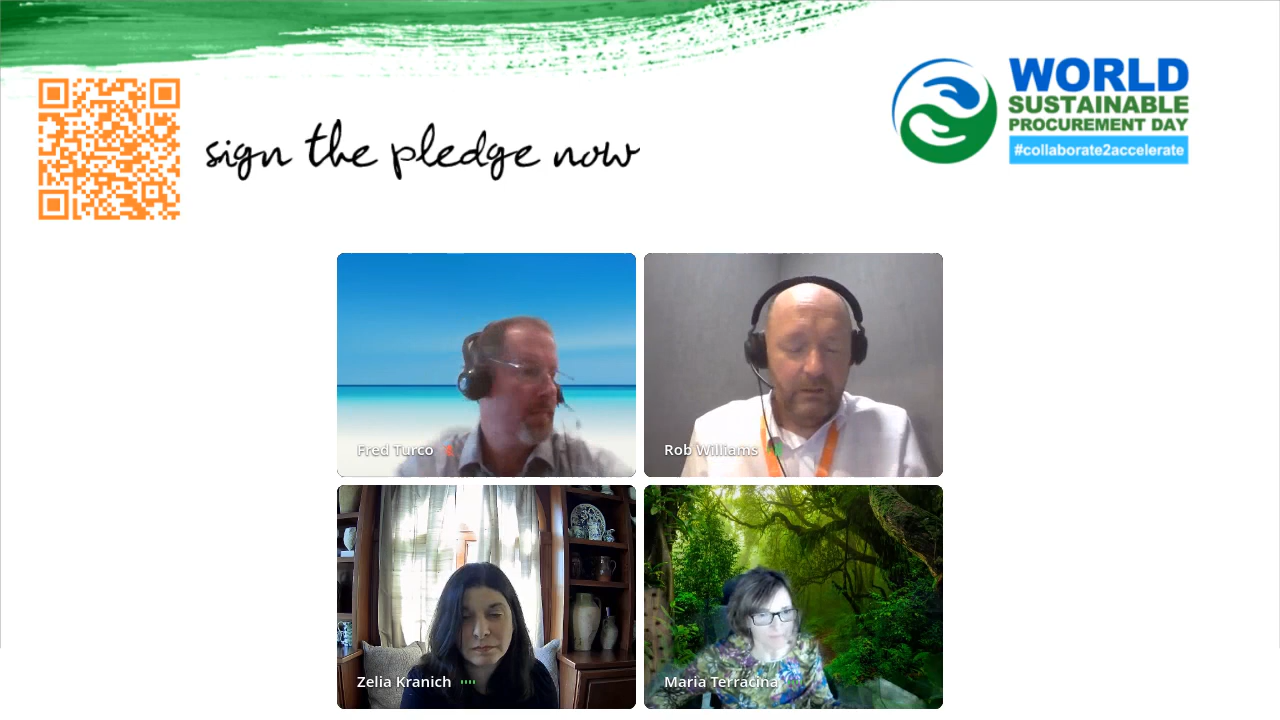 sign the pledge now
WORLD
SUSTAINABLE
PROCUREMENT DAY
#collaborate2accelerate
Fred Turco
Rob Williams
Zelia Kranich
Maria Terracina